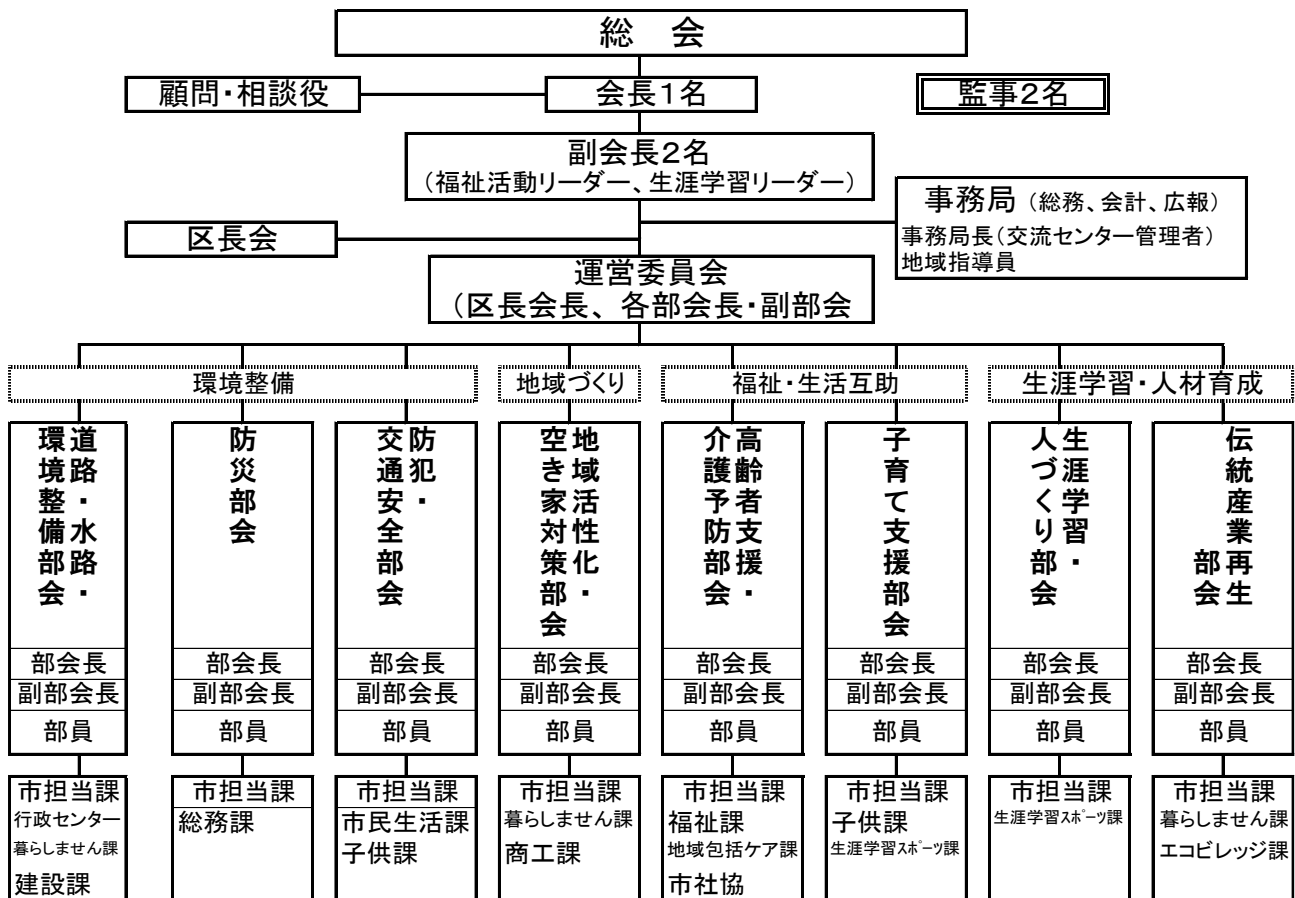 総　会
顧問・相談役
会長1名
監事2名
副会長2名
（福祉活動リーダー、生涯学習リーダー）
事務局（総務、会計、広報）
事務局長（交流センター管理者）
地域指導員
区長会
運営委員会
（区長会長、各部会長・副部会
環境整備
地域づくり
福祉・生活互助
生涯学習・人材育成
道路・水路・
環境整備部会
防災部会
防犯・
交通安全部会
地域活性化・
空き家対策部会
高齢者支援・
介護予防部会
子育て支援部会
生涯学習・
人づくり部会
伝統産業再生
部会
部会長
副部会長
部員
部会長
副部会長
部員
部会長
副部会長
部員
部会長
副部会長
部員
部会長
副部会長
部員
部会長
副部会長
部員
部会長
副部会長
部員
部会長
副部会長
部員
市担当課
行政センター
暮らしません課
建設課
市担当課
総務課
市担当課
市民生活課
子供課
市担当課
暮らしません課
商工課
市担当課
福祉課
地域包括ケア課
市社協
市担当課
子供課
生涯学習スポーツ課
市担当課
生涯学習スポーツ課
市担当課
暮らしません課
エコビレッジ課